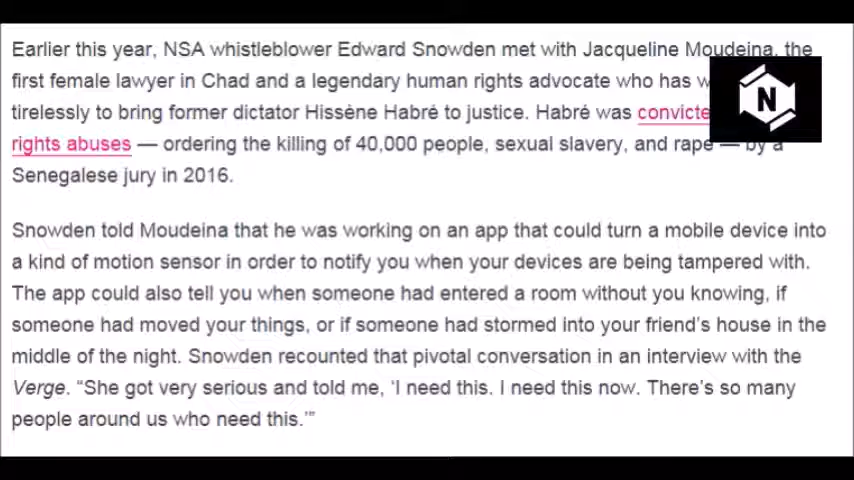 Earlier this year, NSA whistleblower Edward Snowden met with Jacqueline Moudeina, the
first female lawyer in Chad and a legendary human rights advocate who has
tirelessly to bring former dictator Hissène Habré to justice. Habré was
rights abuses — ordering the killing of 40,000 people, sexual slavery, and rape — by a
Senegalese jury in 2016.
Snowden told Moudeina that he was working on an app that could turn a mobile device into
a kind of motion sensor in order to notify you when your devices are being tampered with.
The app could also tell you when someone had entered a room without you knowing, if
someone had moved your things, or if someone had stormed into your friend's house in the
middle of the night. Snowden recounted that pivotal conversation in an interview with the
Verge. “She got very serious and told me, ‘I need this. I need this now. There's so many
people around us who need this.’”
N